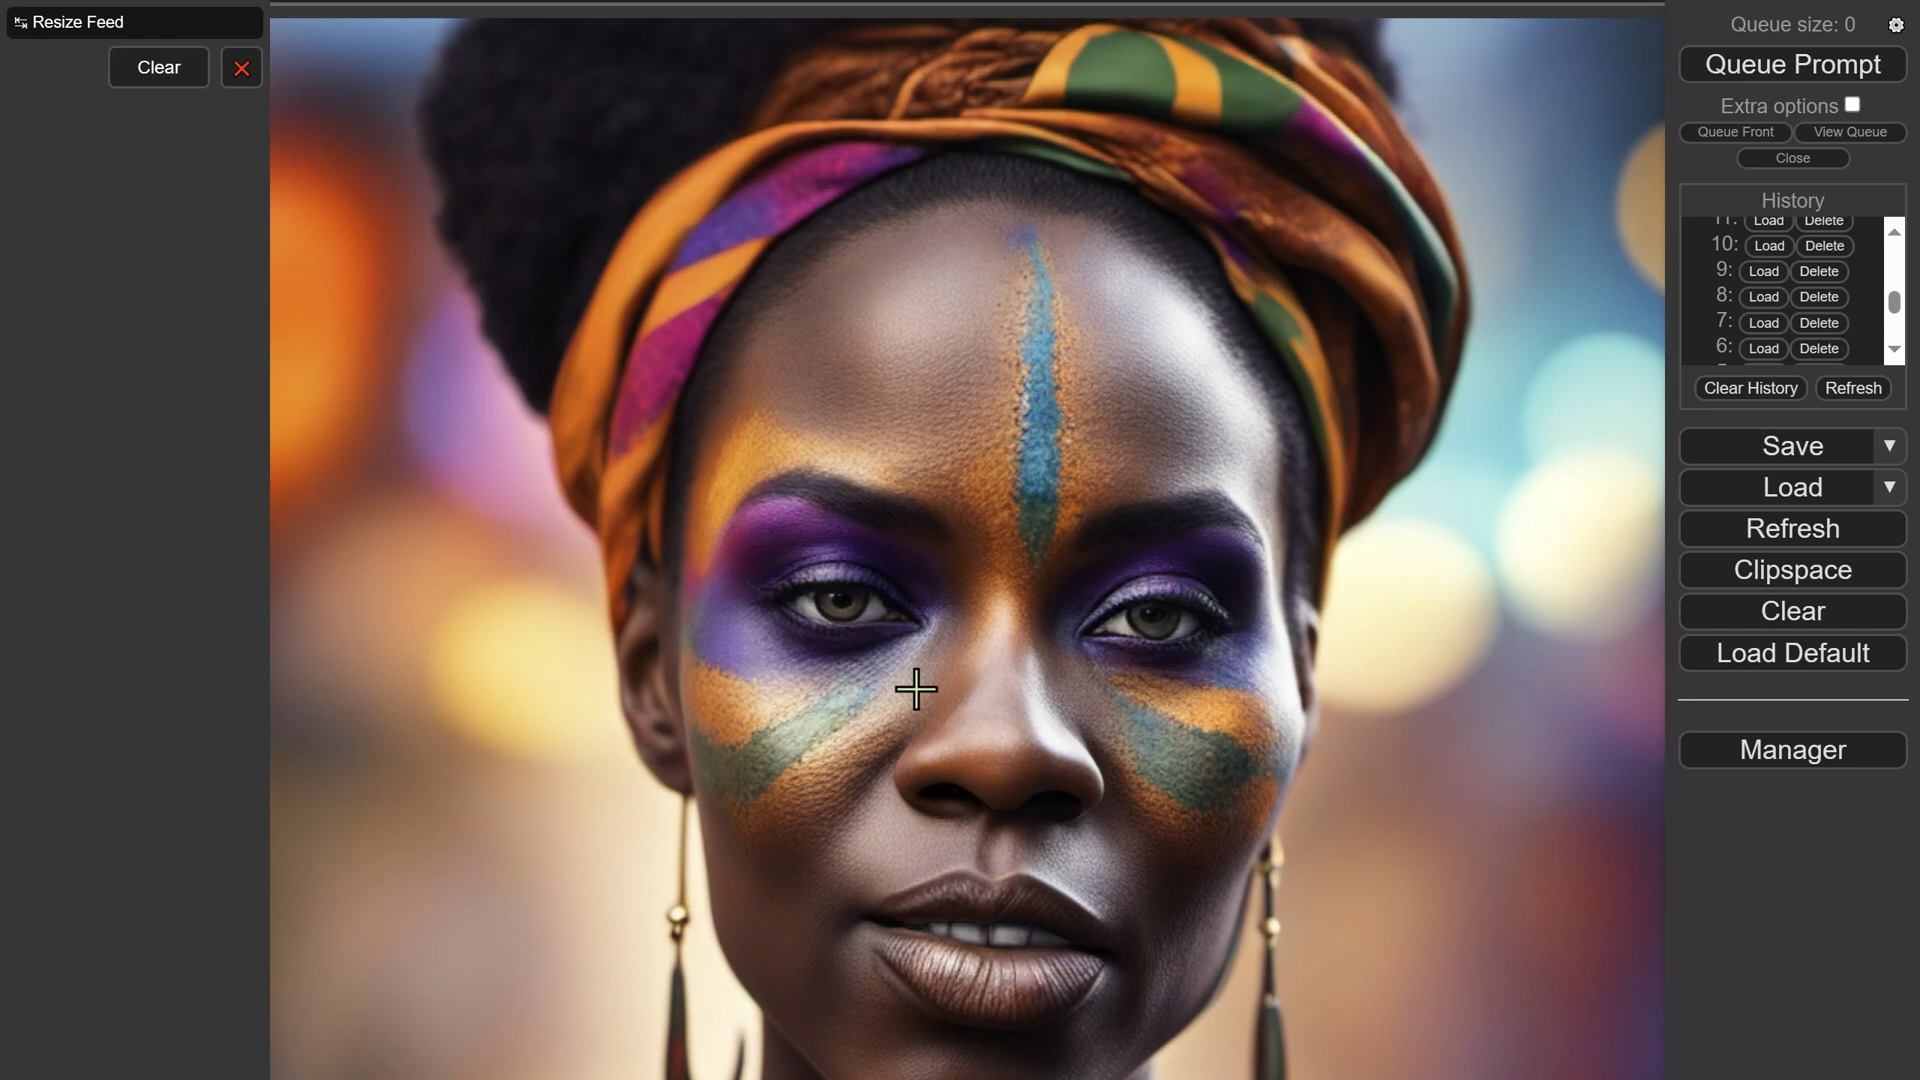 Resize Feed
Clear
Queue size: 0
Queue Prompt
Extra options
Queue Front View Queue
Close
History
11: Load Delete
10: Load Delete
9: Load Delete
8: Load Delete
7: Load Delete
6: Load Delete
Clear History Refresh
Save
Load
Refresh
Clipspace
Clear
Load Default
Manager